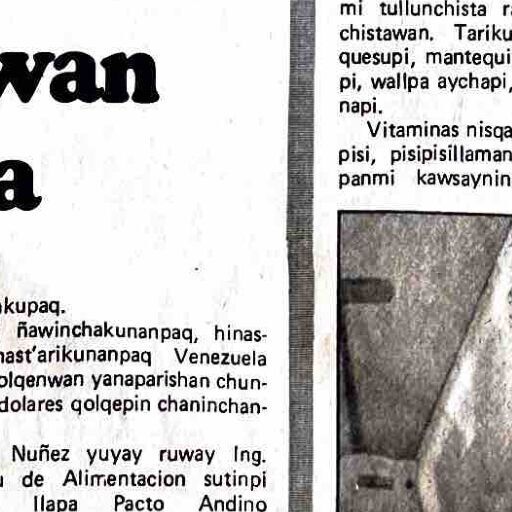 wan
a
akupaq.
ñawinchakunanpaq, hinas-
nast'arikunanpaq Venezuela
olqenwan yanaparishan chun-
dolares qolqepin chaninchan-
Nuñez yuyay ruway Ing.
u de Alimentacion sutinpi
llapa Pacto Andino
mi tullunchista ra
chistawan. Tariku
quesupi, mantequi
pi, wallpa aychapi,
napi.
Vitaminas nisqa
pisi, pisipisillaman
panmi kawsaynin